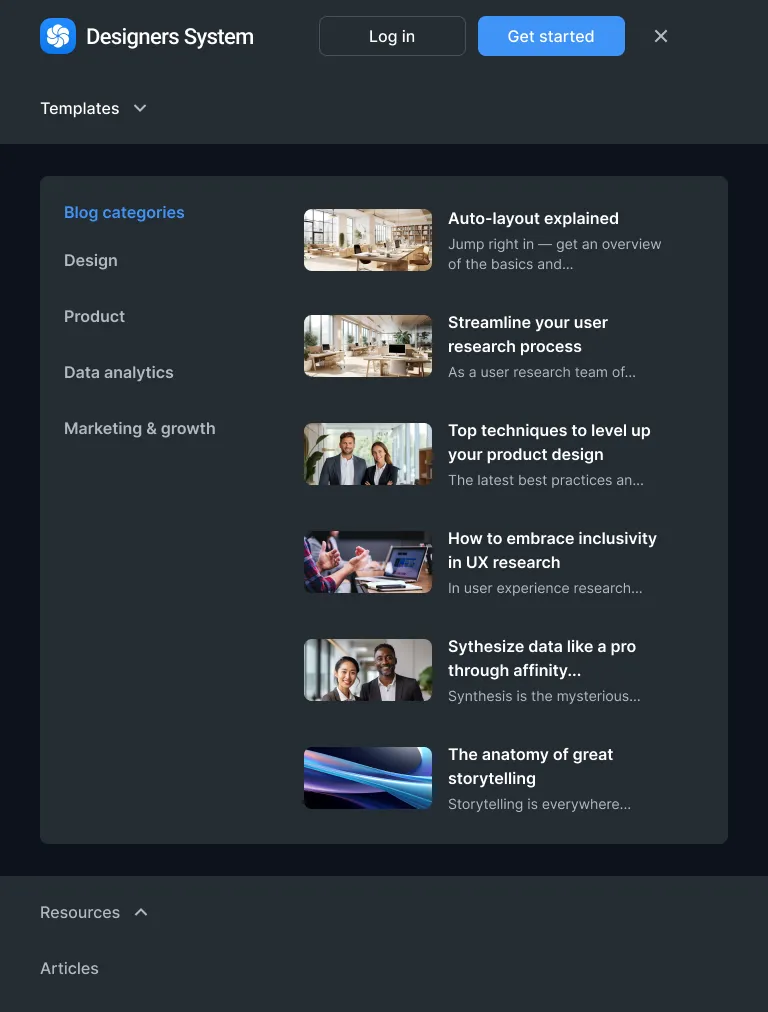 Designers System
Log in
Get started
Templates
Blog categories
Design
Product
Data analytics
Marketing & growth
Auto-layout explained
Jump right in — get an overview
of the basics and...
Streamline your user
research process
As a user research team of...
Top techniques to level up
your product design
The latest best practices an...
How to embrace inclusivity
in UX research
In user experience research...
Sythesize data like a pro
through affinity...
Synthesis is the mysterious...
The anatomy of great
storytelling
Storytelling is everywhere...
Resources
Articles